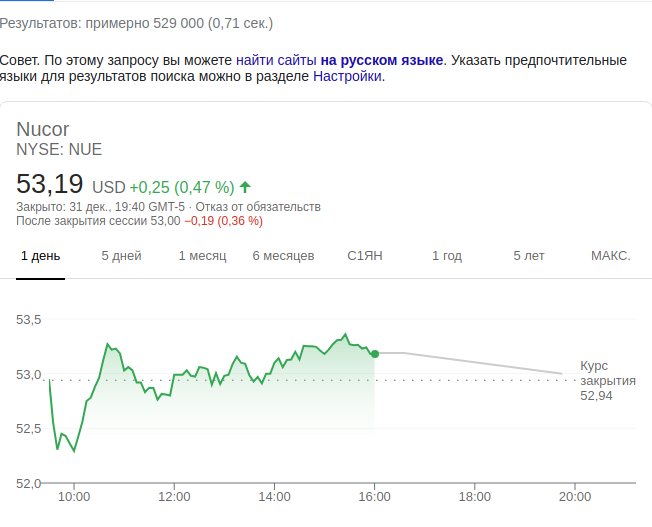 Результатов: примерно 529 000 (0,71 сек.)
Совет. По этому запросу вы можете найти сайты на русском языке. Указать предпочтительные
языки для результатов поиска можно в разделе Настройки.
Nucor
NYSE: NUE
53,19 USD +0,25 (0,47 %)
Закрыто: 31 дек., 19:40 GMT-5 · Отказ от обязательств
После закрытия сессии 53,00 −0,19 (0,36 %)
1 день 5 дней 1 месяц 6 месяцев С1ЯН 1 год 5 лет МАКС.
53,5
53,0
52,5
52,0
Курс
закрытия
52,94
10:00 12:00 14:00 16:00 18:00 20:00